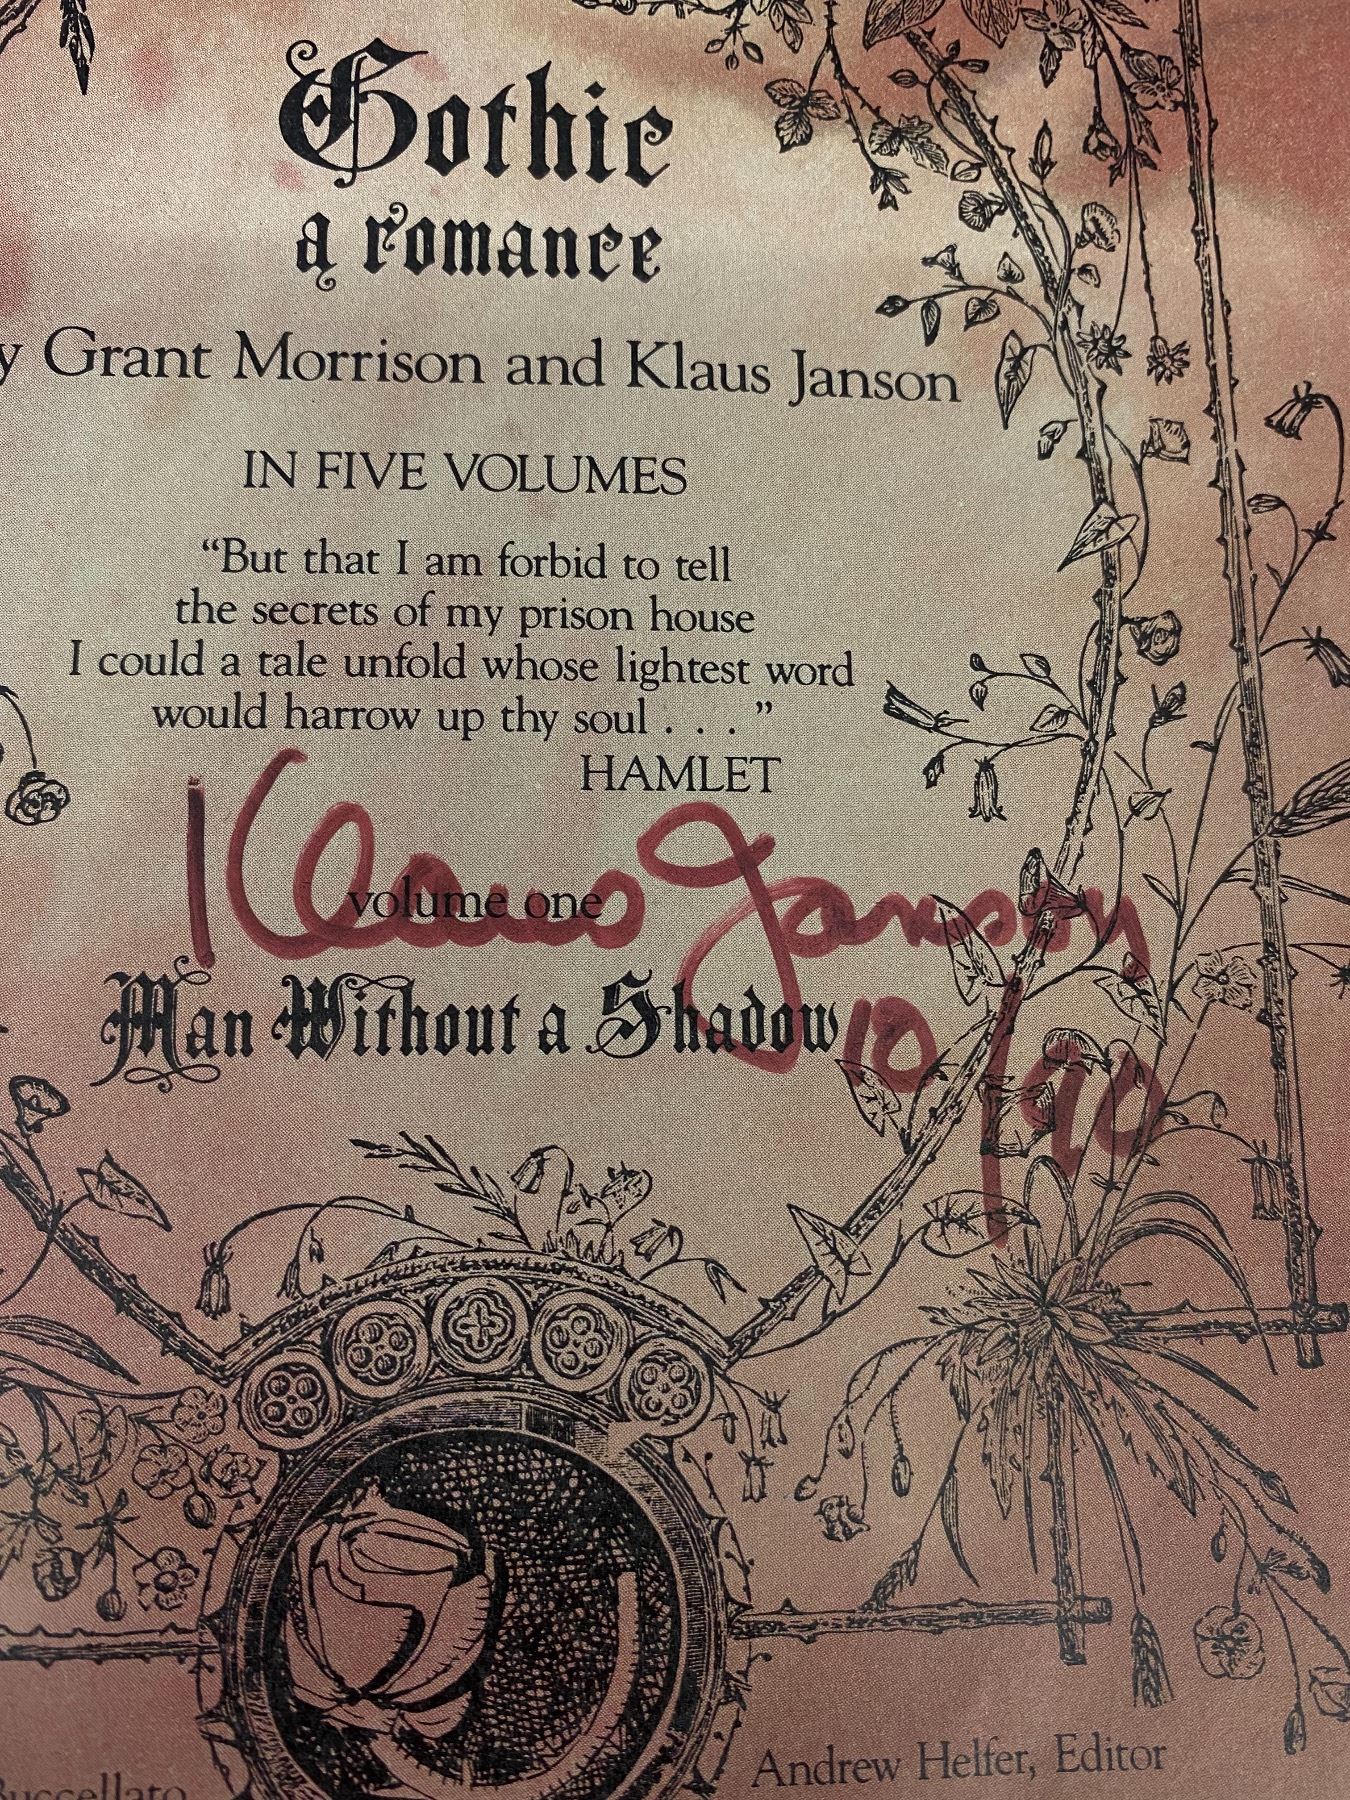 Gothic
a romance
y Grant Morrison and Klaus Janson
IN FIVE VOLUMES
“But that I am forbid to tell
the secrets of my prison house
I could a tale unfold whose lightest word
would harrow up thy soul . . . ”
HAMLET
Klaus Janson
volume one
Man Without a Shadow
10/90
Buccellato
Andrew Helfer, Editor